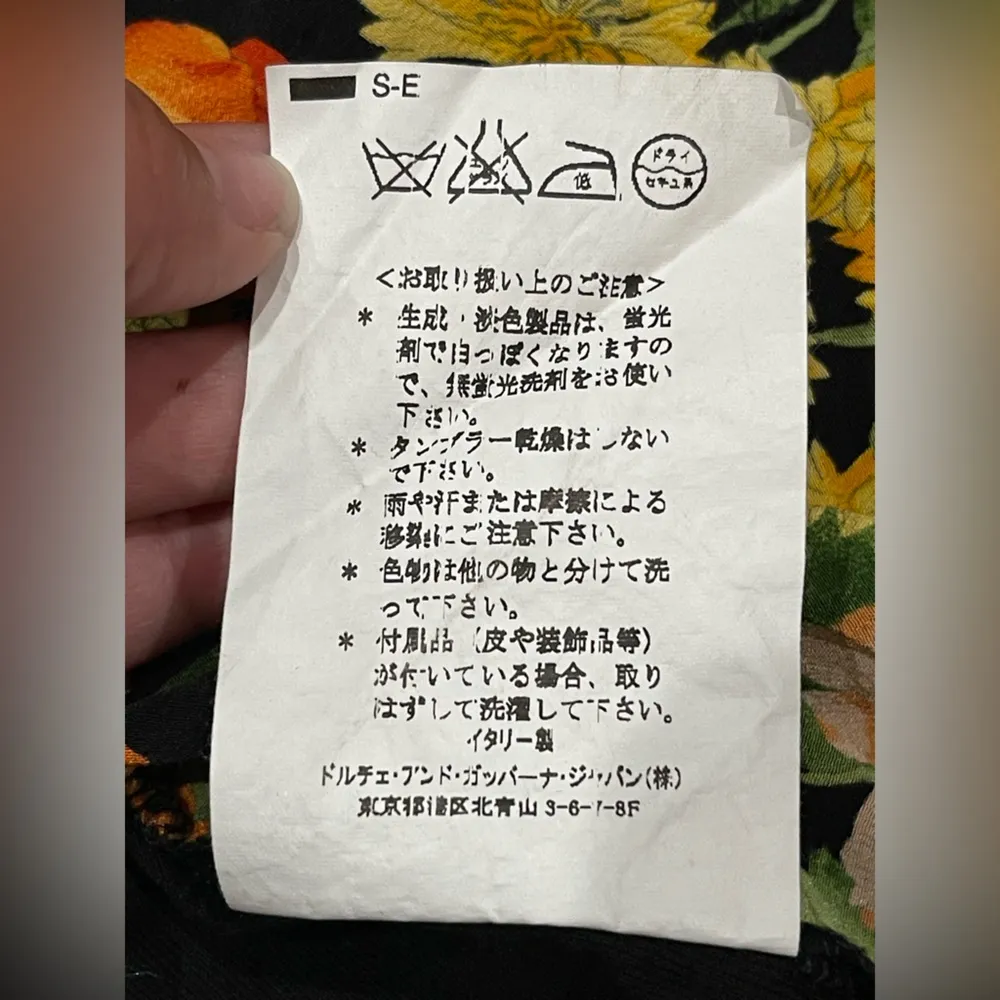 S-E
低
ドライ
セキユ系
<お取り扱い上のご注意>
* 生成・淡色製品は、蛍光
剤で白っぽくなりますの
で、無蛍光洗剤をお使い
下さい。
* タンブラー乾燥はしない
で下さい。
* 雨や汗または摩擦による
移染にご注意下さい。
* 色物は他の物と分けて洗
って下さい。
* 付属品(皮や装飾品等)
が付いている場合、取り
はずして洗濯して下さい。
イタリー製
ドルチェ・アンド・ガッバーナ・ジャパン(株)
東京都港区北青山 3-6-7-8F